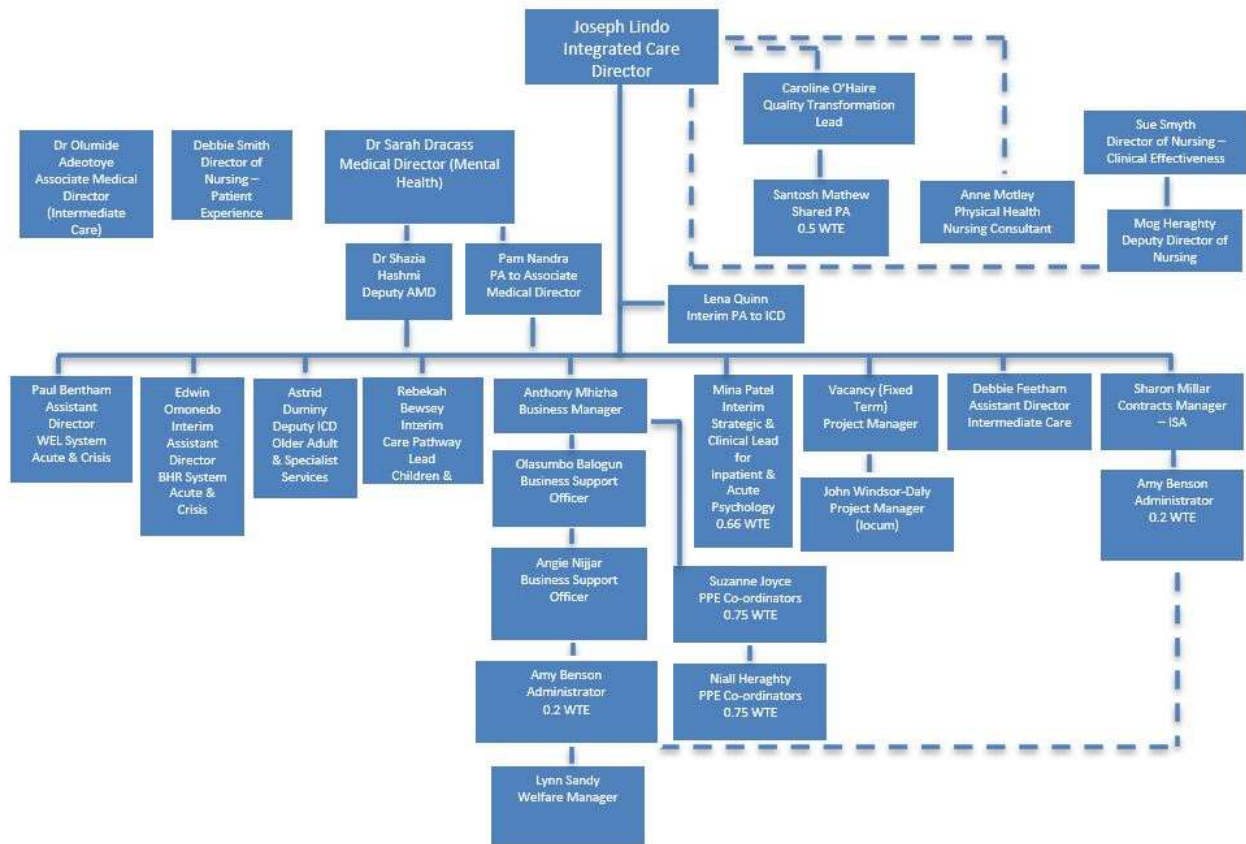 Joseph Lindo
Integrated Care
Director
Caroline O'Haire
Quality Transformation
Lead
Sue Smyth
Director of Nursing –
Clinical Effectiveness
Dr Olumide
Adeotoye
Associate Medical
Director
(Intermediate
Care)
Debbie Smith
Director of
Nursing –
Patient
Experience
Dr Sarah Dracass
Medical Director (Mental
Health)
Santosh Mathew
Shared PA
0.5 WTE
Anne Motley
Physical Health
Nursing Consultant
Mog Heraghty
Deputy Director of
Nursing
Dr Shazia
Hashmi
Deputy AMD
Pam Nandra
PA to Associate
Medical Director
Lena Quinn
Interim PA to ICD
Paul Bentham
Assistant
Director
WEL System
Acute & Crisis
Edwin
Omonedo
Interim
Assistant
Director
BHR System
Acute &
Crisis
Astrid
Duminy
Deputy ICD
Older Adult
& Specialist
Services
Rebekah
Bewsey
Interim
Care Pathway
Lead
Children &
Anthony Mhizha
Business Manager
Mina Patel
Interim
Strategic &
Clinical Lead
for
Inpatient &
Acute
Psychology
0.66 WTE
Vacancy (Fixed
Term)
Project Manager
Debbie Feetham
Assistant Director
Intermediate Care
Sharon Millar
Contracts Manager
– ISA
Olasumbo Balogun
Business Support
Officer
John Windsor-Daly
Project Manager
(locum)
Amy Benson
Administrator
0.2 WTE
Angie Nijjar
Business Support
Officer
Suzanne Joyce
PPE Co-ordinators
0.75 WTE
Amy Benson
Administrator
0.2 WTE
Niall Heraghty
PPE Co-ordinators
0.75 WTE
Lynn Sandy
Welfare Manager